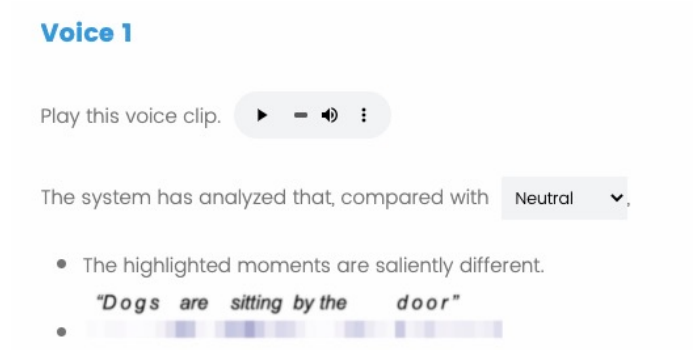 Voice 1
Play this voice clip.
The system has analyzed that, compared with Neutral,
The highlighted moments are saliently different.
"Dogs are sitting by the door"